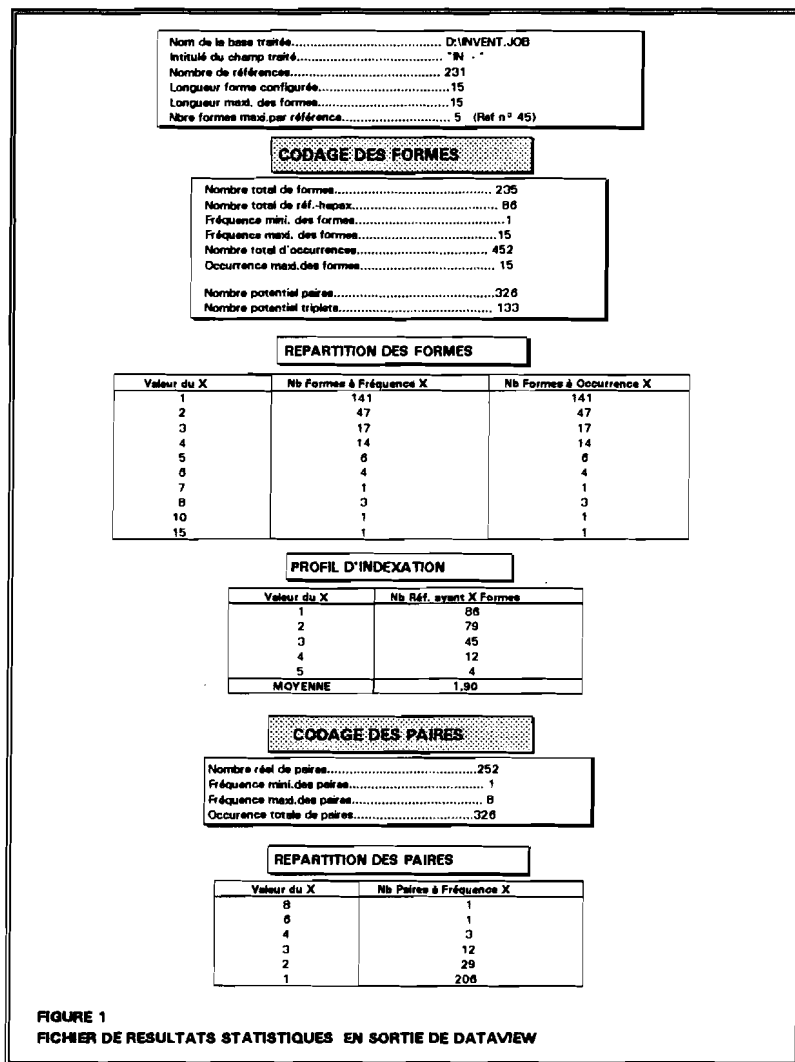 Nom de la base traitée........................................ D:\INVENT.JOB
Intitulé du champ traité........................................ "IN - "
Nombre de références...................................... 231
Longueur forme configurée................................. 15
Longueur maxi. des formes................................. 15
Nbre formes maxi.par référence............................ 5 (Ref n° 45)
CODAGE DES FORMES
Nombre total de formes........................................ 235
Nombre total de réf.-hapax.................................... 86
Fréquence mini. des formes....................................1
Fréquence maxi. des formes....................................15
Nombre total d'occurrences.................................... 452
Occurrence maxi.des formes.................................... 15
Nombre potentiel paires........................................326
Nombre potentiel triplets...................................... 133
REPARTITION DES FORMES
Valeur du X Nb Formes à Fréquence X Nb Formes à Occurrence X
1 141 141
2 47 47
3 17 17
4 14 14
5 6 6
6 4 4
7 1 1
8 3 3
10 1 1
15 1 1
PROFIL D'INDEXATION
Valeur du X Nb Réf. ayant X Formes
1 86
2 79
3 45
4 12
5 4
MOYENNE 1,90
CODAGE DES PAIRES
Nombre réel de paires...................................252
Fréquence mini.des paires............................... 1
Fréquence maxi.des paires............................... 8
Occurence totale de paires..............................326
REPARTITION DES PAIRES
Valeur du X Nb Paires à Fréquence X
8 1
6 1
4 3
3 12
2 29
1 206
FIGURE 1
FICHIER DE RESULTATS STATISTIQUES EN SORTIE DE DATAVIEW